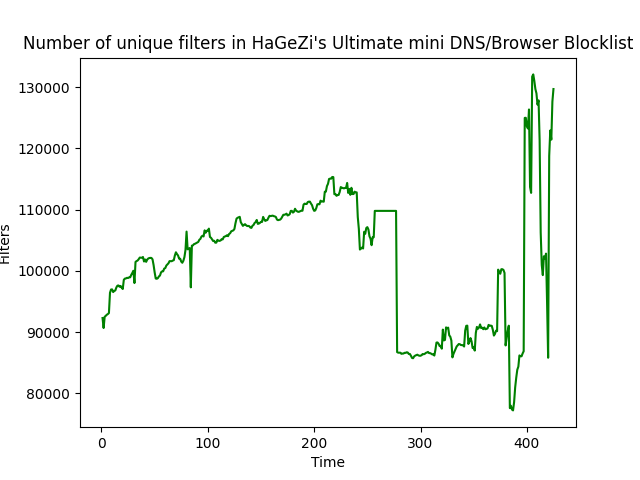 Number of unique filters in HaGeZi's Ultimate mini DNS/Browser Blocklist
130000
120000
110000
100000
90000
80000
Filters
0 100 200 300 400
Time